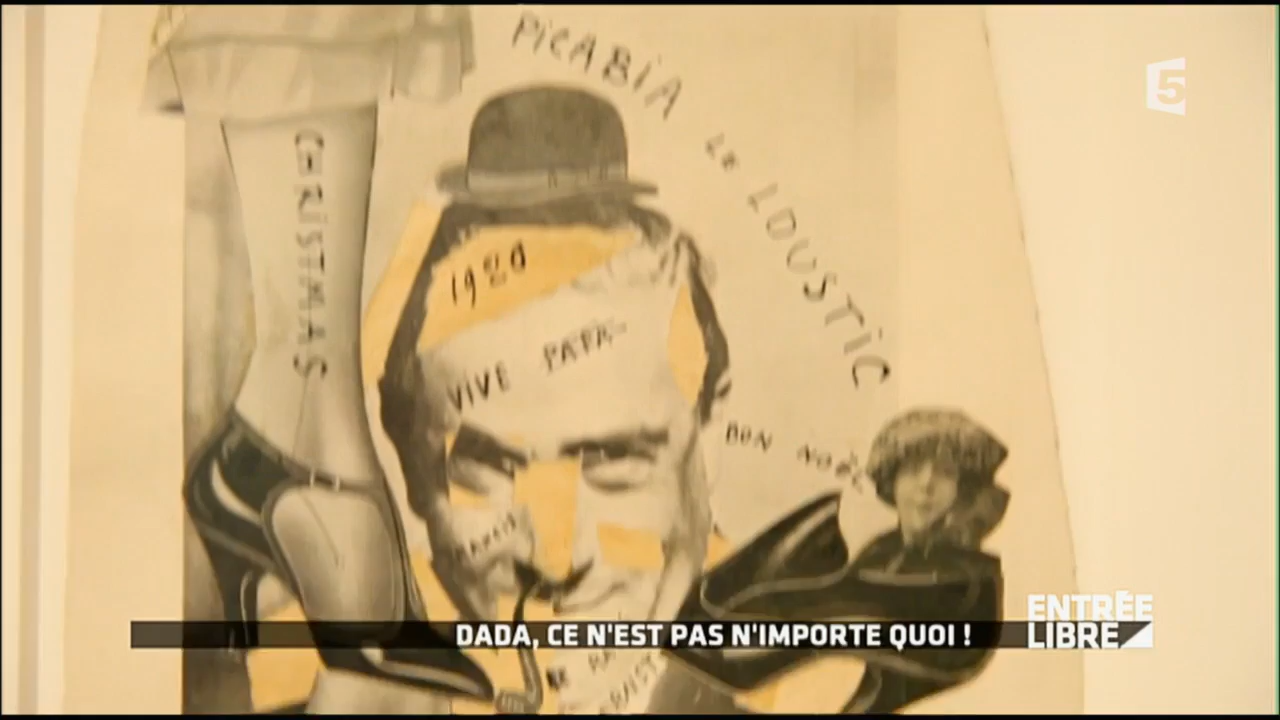 PiCABiA
LE LOUSTiC
5
CHRiSTMAS
1920
VIVE PAPA-
BON NOËL
ENTRÉE
LIBRE
DADA, CE N'EST PAS N'IMPORTE QUOI !